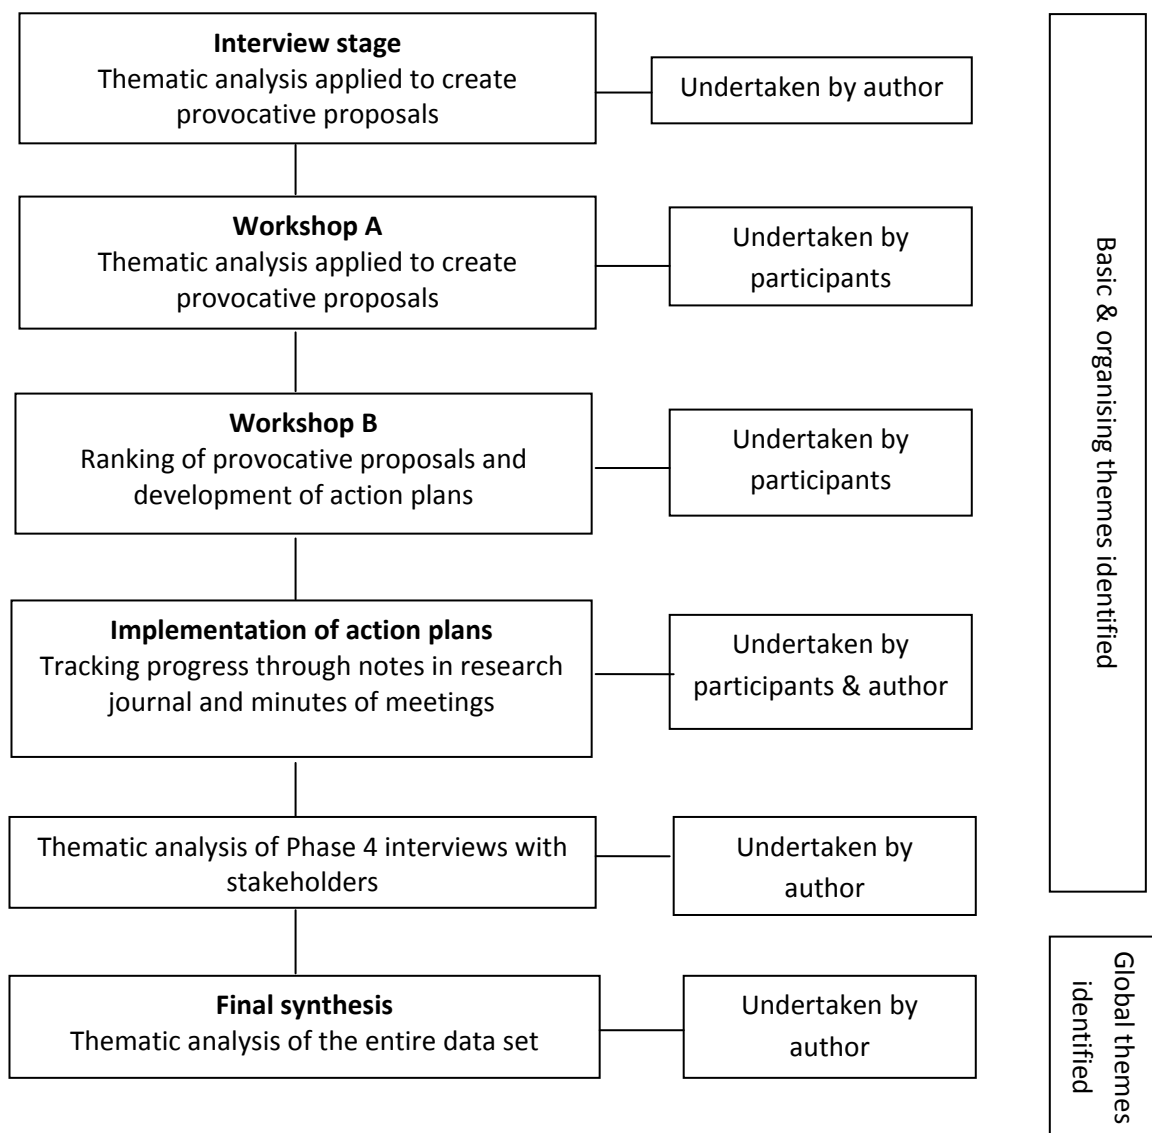 Interview stage
Thematic analysis applied to create
provocative proposals
Undertaken by author
Workshop A
Thematic analysis applied to create
provocative proposals
Undertaken by
participants
Workshop B
Ranking of provocative proposals and
development of action plans
Undertaken by
participants
Implementation of action plans
Tracking progress through notes in research
journal and minutes of meetings
Undertaken by
participants & author
Thematic analysis of Phase 4 interviews with
stakeholders
Undertaken by
author
Final synthesis
Thematic analysis of the entire data set
Undertaken by
author
Basic & organising themes identified
Global themes
identified